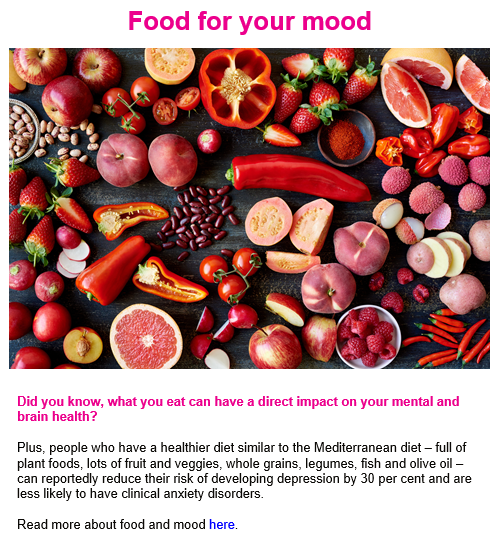 Food for your mood
Did you know, what you eat can have a direct impact on your mental and
brain health?
Plus, people who have a healthier diet similar to the Mediterranean diet – full of
plant foods, lots of fruit and veggies, whole grains, legumes, fish and olive oil –
can reportedly reduce their risk of developing depression by 30 per cent and are
less likely to have clinical anxiety disorders.
Read more about food and mood here.